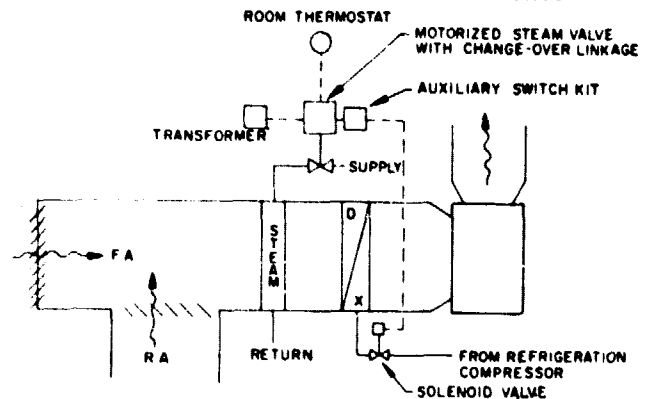 ROOM THERMOSTAT
MOTORIZED STEAM VALVE
WITH CHANGE-OVER LINKAGE
AUXILIARY SWITCH KIT
TRANSFORMER
SUPPLY
D
STEAM
FA
X
RA
RETURN
FROM REFRIGERATION
COMPRESSOR
SOLENOID VALVE